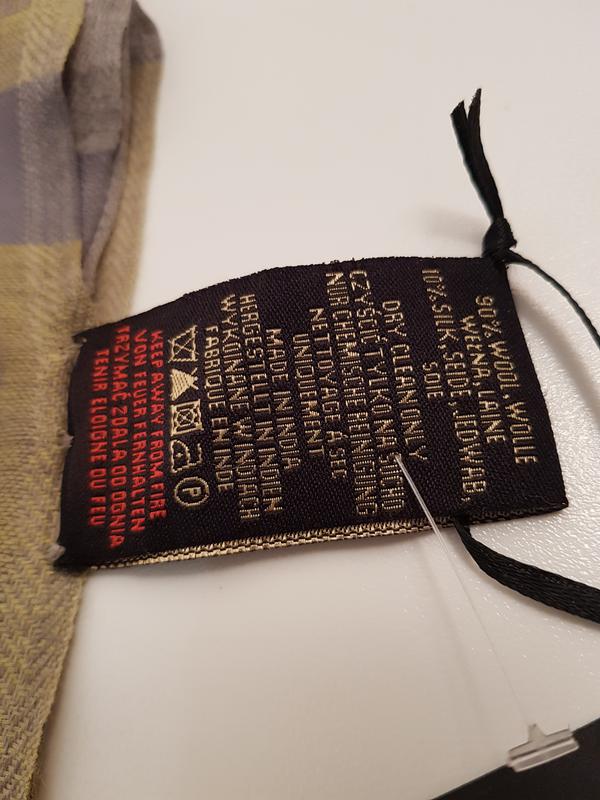 90% WOOL, WOLLE
WEŁNA, LAINE
10% SILK, SEIDE, JEDWAB,
SOIE
DRY CLEAN ONLY
CZYŚCIĆ TYLKO NA SUCHO
NUR CHEMISCHE REINIGUNG
NETTOYAGE À SEC
UNIQUEMENT
MADE IN INDIA
HERGESTELLT IN INDIEN
WYKONANE W INDIACH
FABRIQUE EN INDE
P
KEEP AWAY FROM FIRE
VON FEUER FERNHALTEN
TRZYMAĆ Z DALA OD OGNIA
TENIR ELOIGNE DU FEU